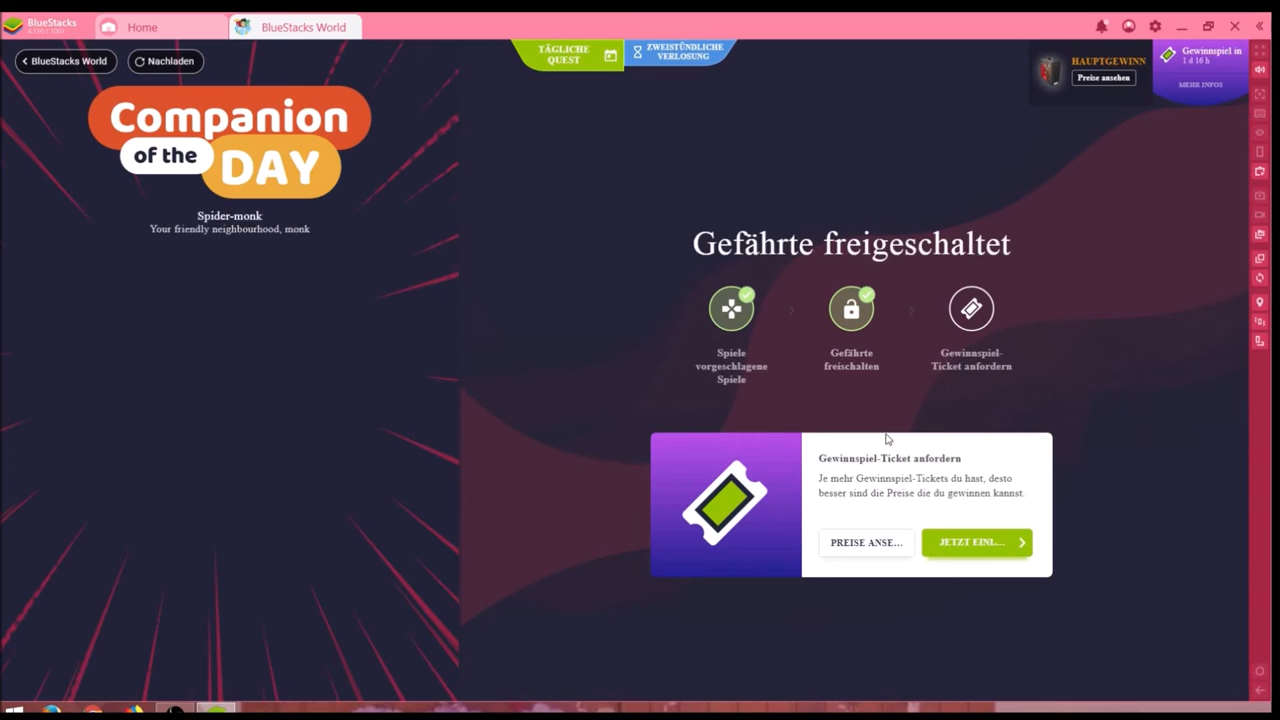 BlueStacks
Home
BlueStacks World
BlueStacks World
Nachladen
TÄGLICHE
QUEST
ZWEISTÜNDLICHE
VERLOSUNG
HAUPTGEWINN
Preise ansehen
Gewinnspiel in
1 d 16 h
MEHR INFOS
Companion
of the
DAY
Spider-monk
Your friendly neighbourhood, monk
Gefährte freigeschaltet
Spiele
vorgeschlagene
Spiele
Gefährte
freischalten
Gewinnspiel-
Ticket anfordern
Gewinnspiel-Ticket anfordern
Je mehr Gewinnspiel-Tickets du hast, desto
besser sind die Preise die du gewinnen kannst.
PREISE ANSE...
JETZT EINL...